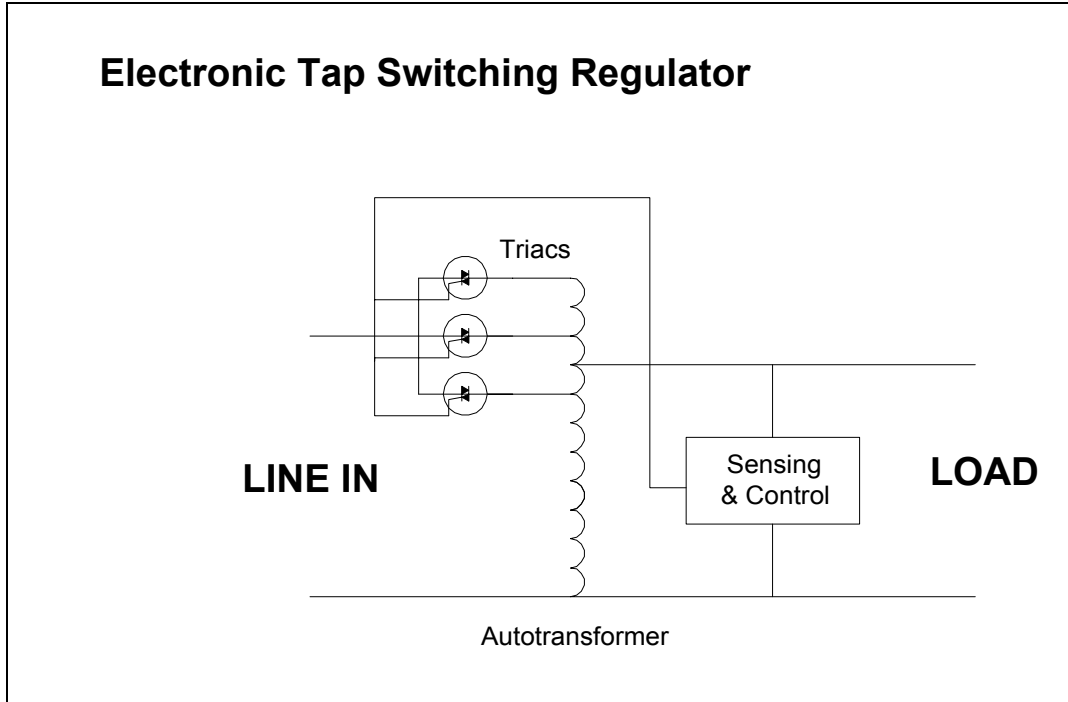 Electronic Tap Switching Regulator
Triacs
LINE IN
Sensing
& Control
LOAD
Autotransformer